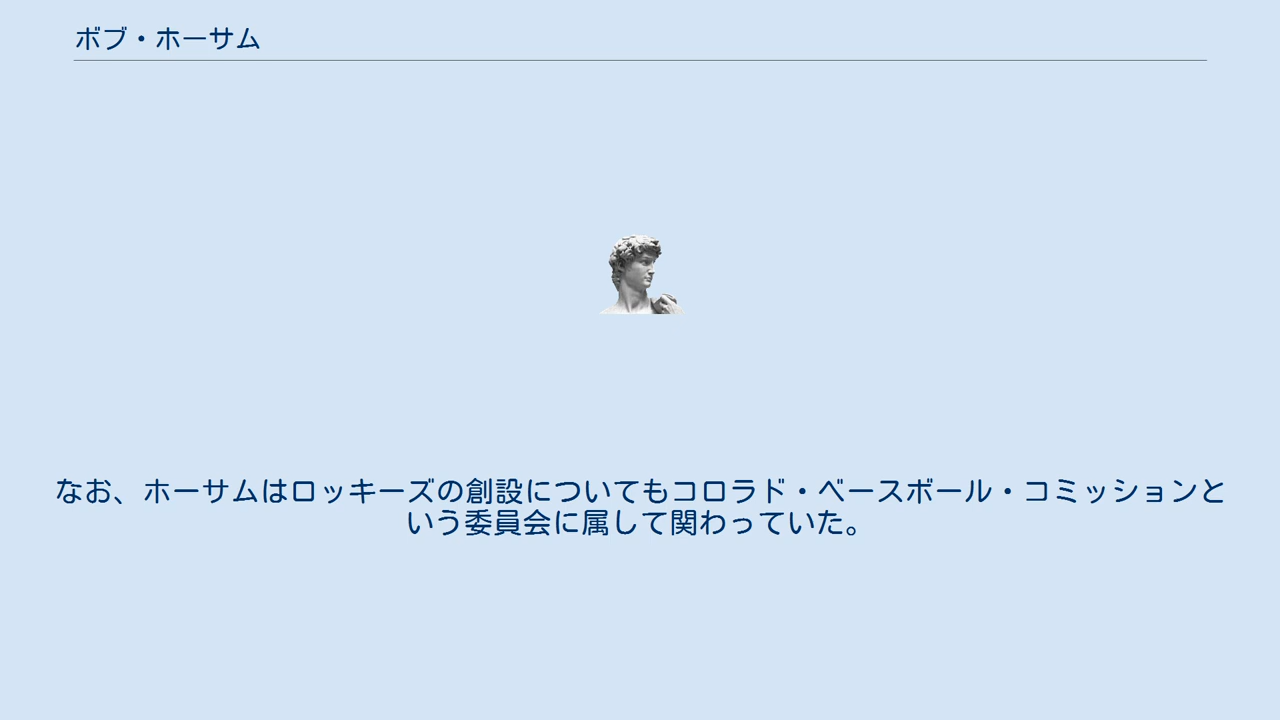 ボブ・ホーサム
なお、ホーサムはロッキーズの創設についてもコロラド・ベースボール・コミッションと
いう委員会に属して関わっていた。